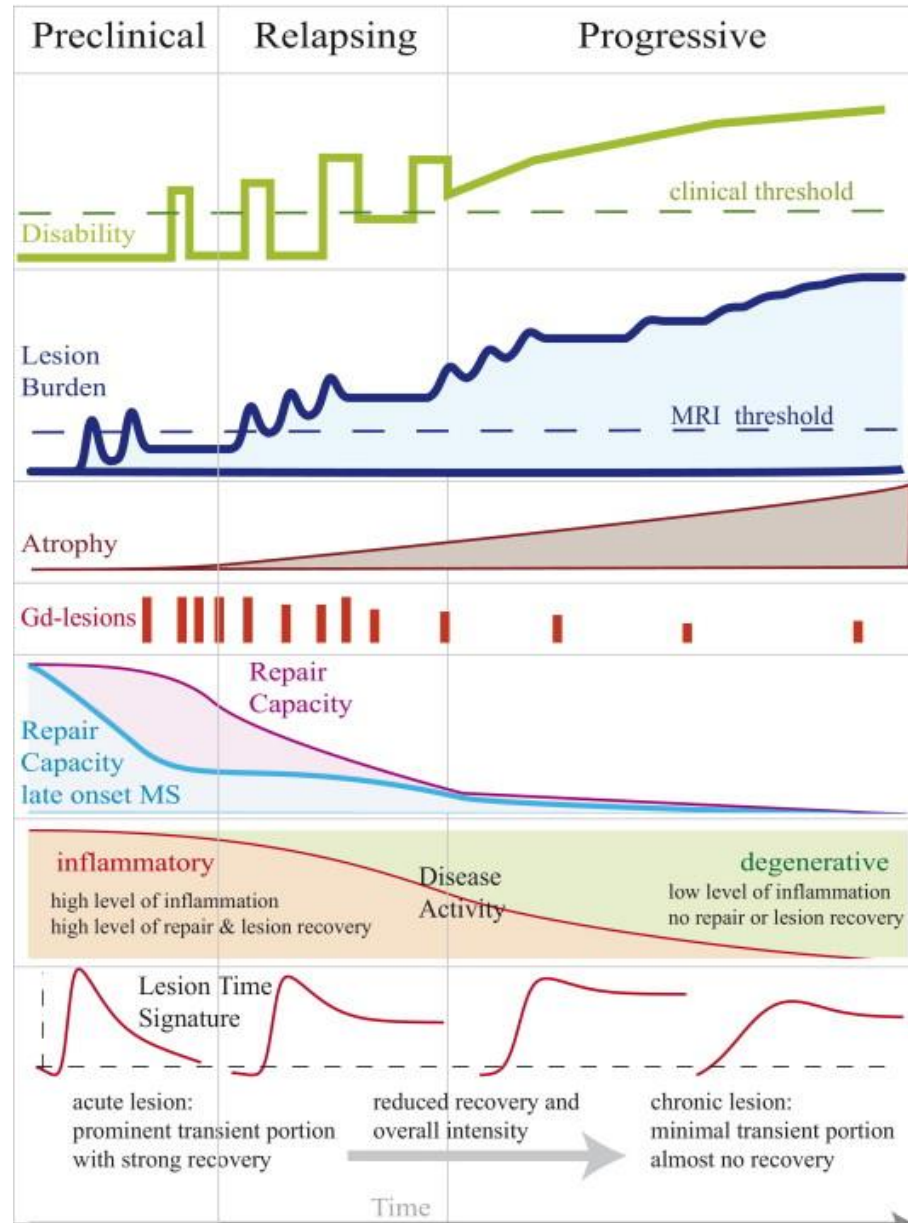 Preclinical
Relapsing
Progressive
clinical threshold
Disability
Lesion
Burden
MRI threshold
Atrophy
Gd-lesions
Repair
Capacity
Repair
Capacity
late onset MS
inflammatory
high level of inflammation
high level of repair & lesion recovery
Disease
Activity
degenerative
low level of inflammation
no repair or lesion recovery
Lesion Time
Signature
acute lesion:
prominent transient portion
with strong recovery
reduced recovery and
overall intensity
chronic lesion:
minimal transient portion
almost no recovery
Time